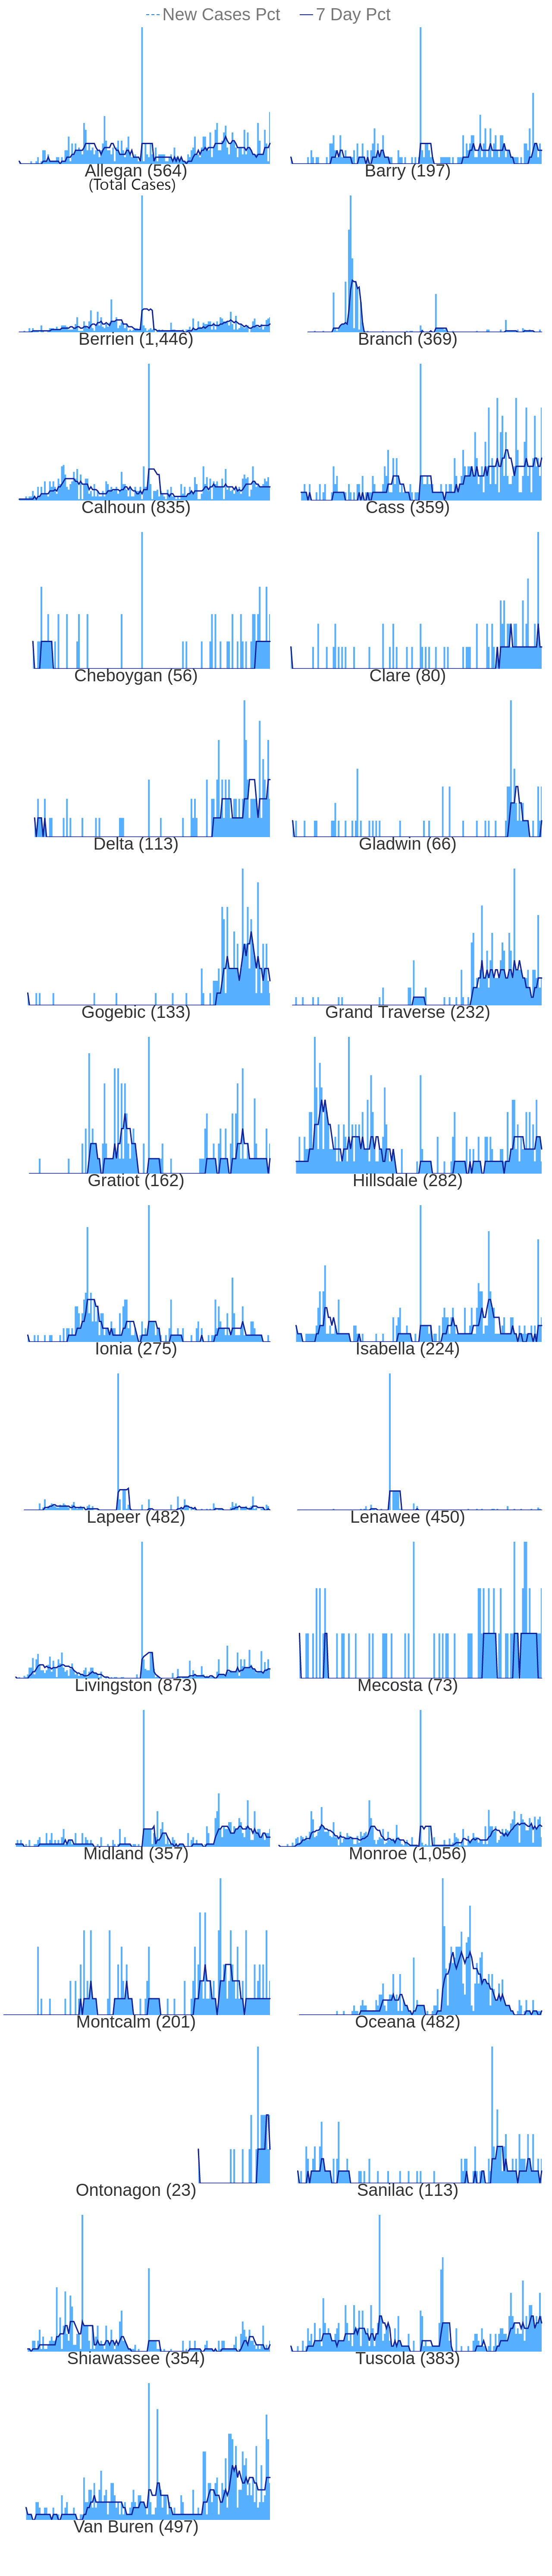 New Cases Pct 7 Day Pct
Allegan (564) Barry (197)
(Total Cases)
Berrien (1,446) Branch (369)
Calhoun (835) Cass (359)
Cheboygan (56) Clare (80)
Delta (113) Gladwin (66)
Gogebic (133) Grand Traverse (232)
Gratiot (162) Hillsdale (282)
Ionia (275) Isabella (224)
Lapeer (482) Lenawee (450)
Livingston (873) Mecosta (73)
Midland (357) Monroe (1,056)
Montcalm (201) Oceana (482)
Ontonagon (23) Sanilac (113)
Shiawassee (354) Tuscola (383)
Van Buren (497)